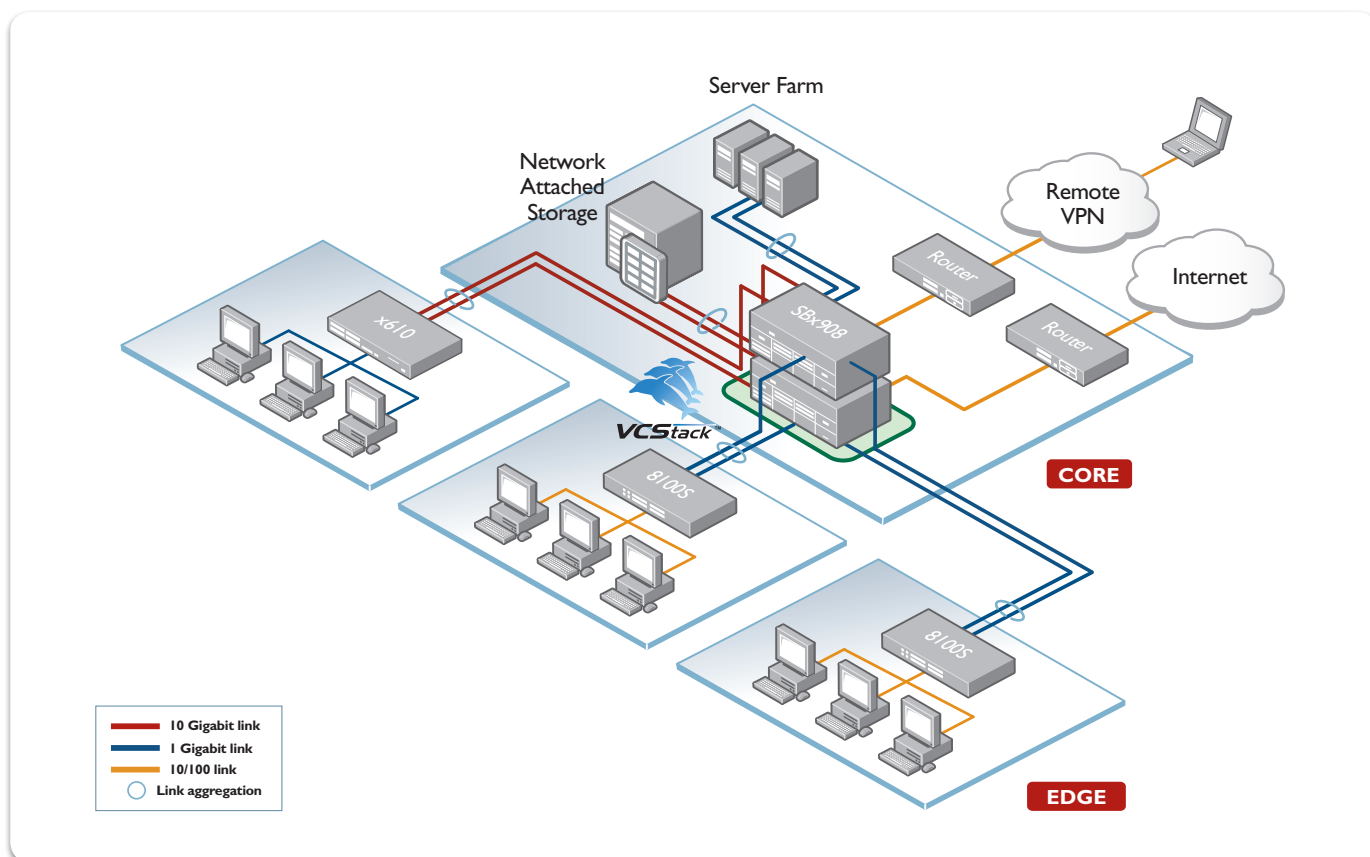 Server Farm
Network
Attached
Storage
Remote
VPN
Internet
Router
Router
x610
SBx908
VCStack™
8100S
CORE
8100S
10 Gigabit link
1 Gigabit link
10/100 link
Link aggregation
EDGE